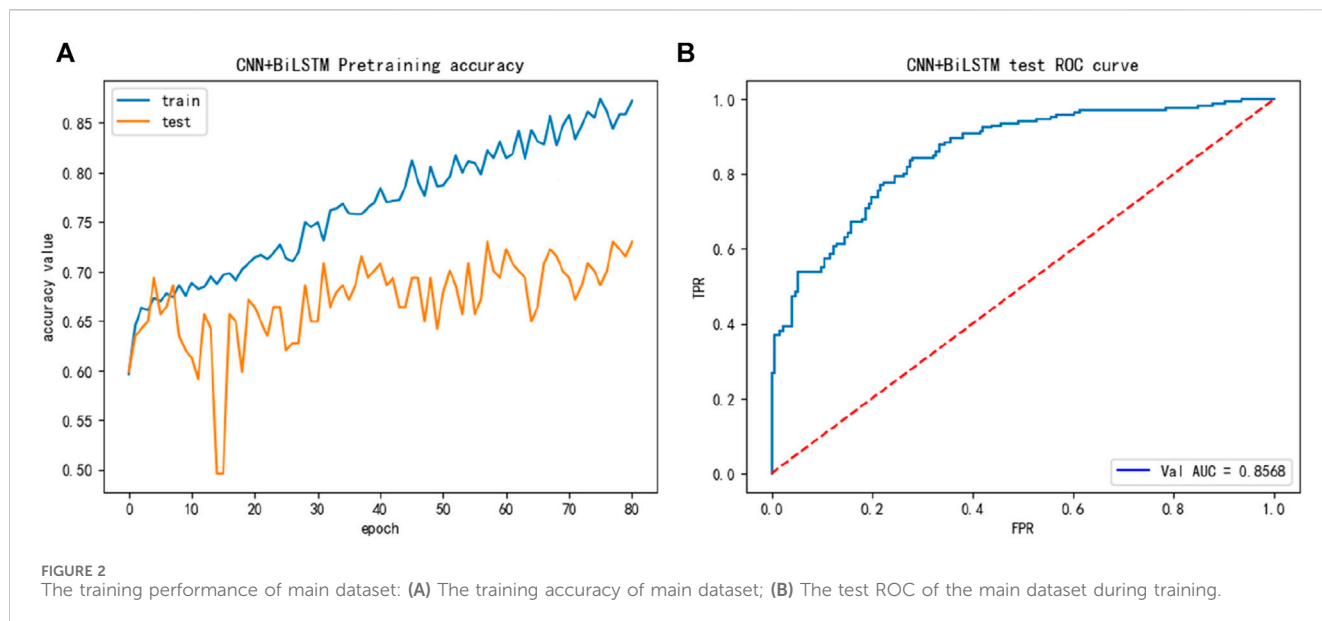 A
CNN+BiLSTM Pretraining accuracy
train
test
0.85
0.80
0.75
0.70
0.65
0.60
0.55
0.50
accuracy value
0 10 20 30 40 50 60 70 80
epoch
B
CNN+BiLSTM test ROC curve
1.0
0.8
0.6
0.4
0.2
0.0
TPR
Val AUC = 0.8568
0.0 0.2 0.4 0.6 0.8 1.0
FPR
FIGURE 2
The training performance of main dataset: (A) The training accuracy of main dataset; (B) The test ROC of the main dataset during training.